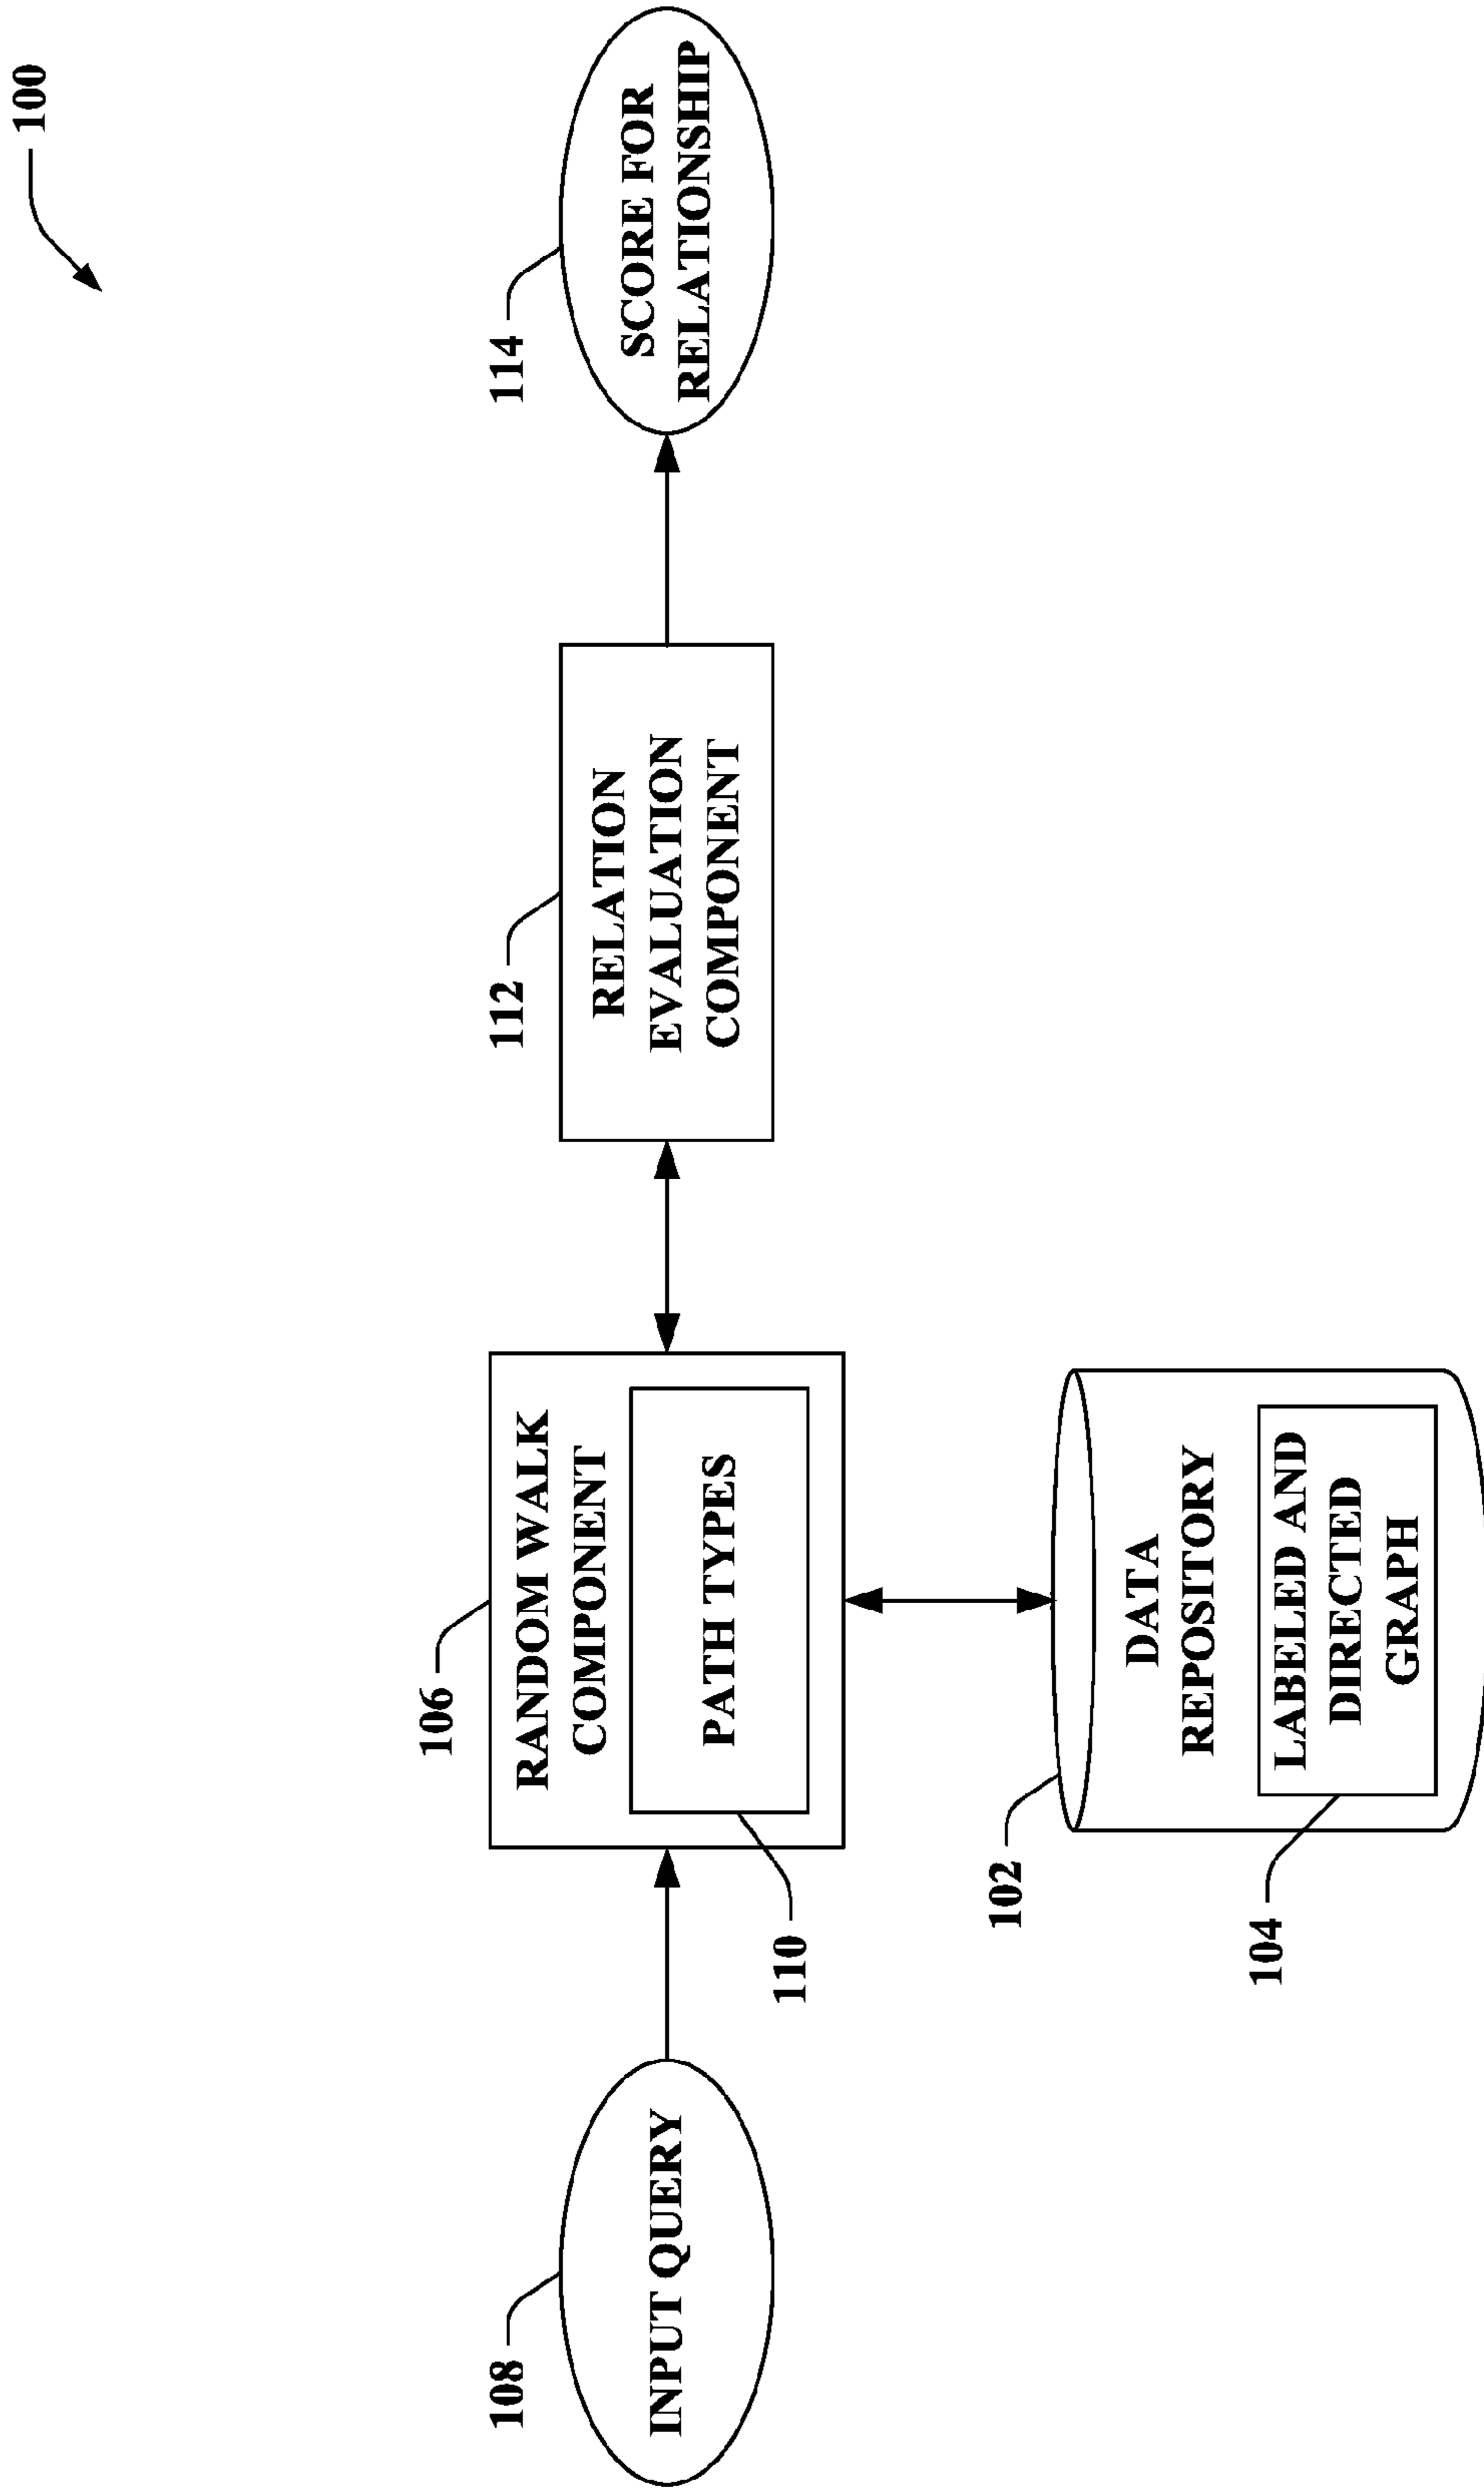 100
108
INPUT QUERY
106
RANDOM WALK
COMPONENT
PATH TYPES
110
112
RELATION
EVALUATION
COMPONENT
114
SCORE FOR
RELATIONSHIP
102
DATA
REPOSITORY
104
LABELED AND
DIRECTED
GRAPH